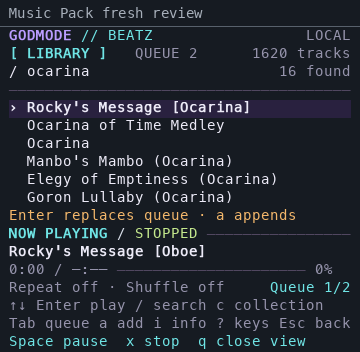 Music Pack fresh review
GODMODE // BEATZ LOCAL
[ LIBRARY ] QUEUE 2 1620 tracks
/ ocarina 16 found
› Rocky's Message [Ocarina]
Ocarina of Time Medley
Ocarina
Manbo's Mambo (Ocarina)
Elegy of Emptiness (Ocarina)
Goron Lullaby (Ocarina)
Enter replaces queue · a appends
NOW PLAYING / STOPPED
Rocky's Message [Oboe]
0:00 / —:—— 0%
Repeat off · Shuffle off Queue 1/2
↑↓ Enter play / search c collection
Tab queue a add i info ? keys Esc back
Space pause x stop q close view